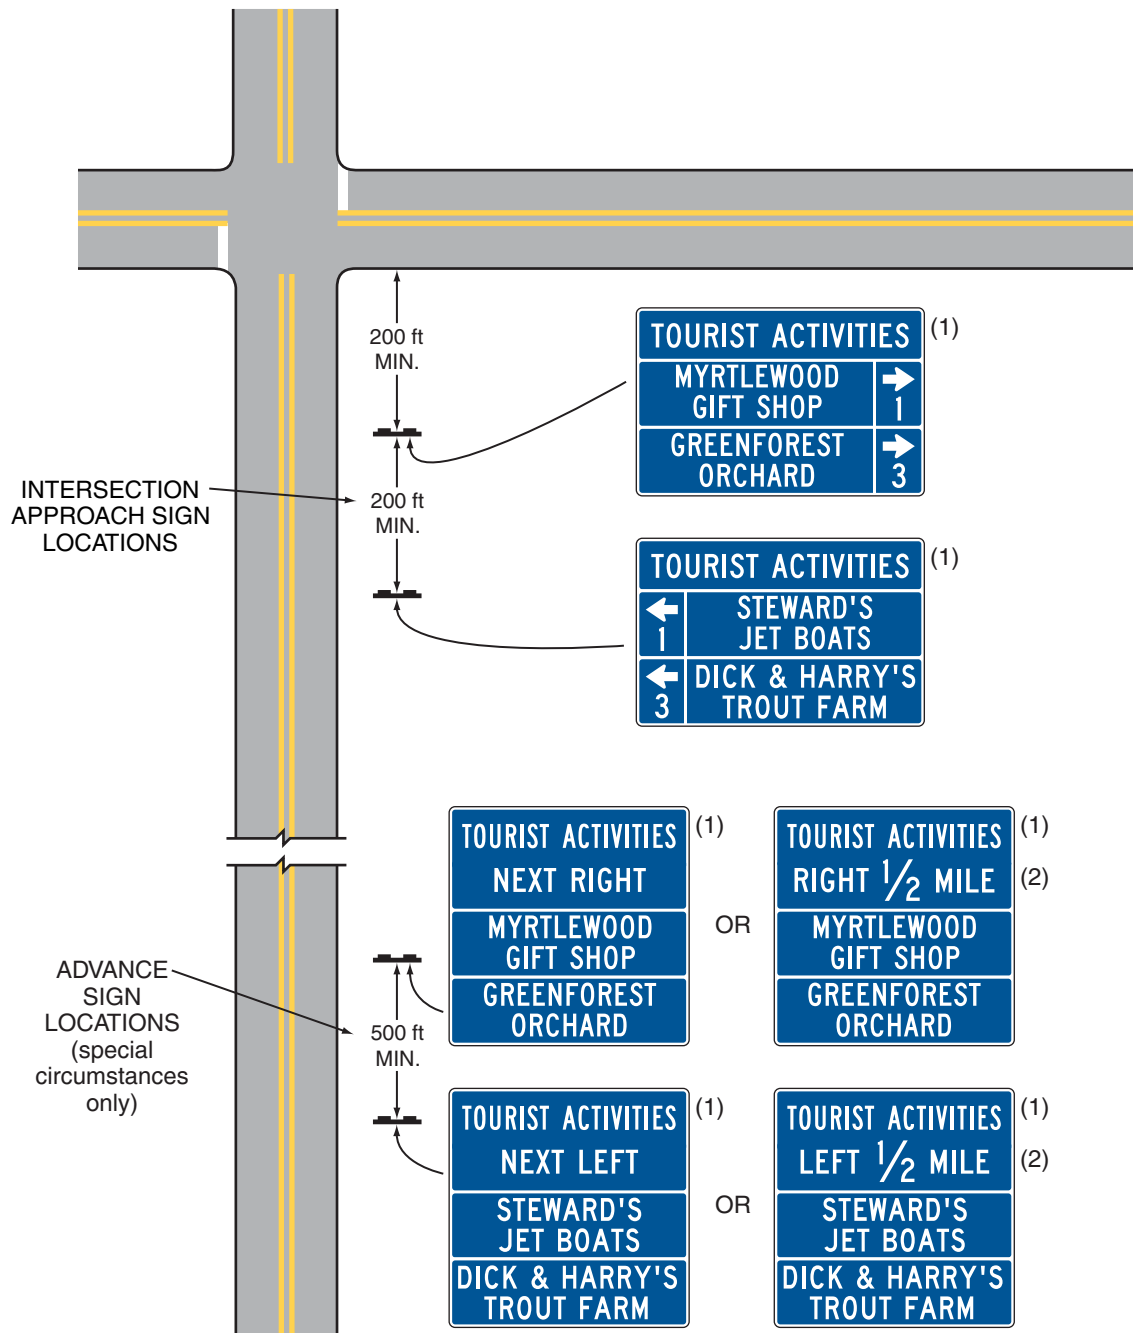 200 ft
MIN.
TOURIST ACTIVITIES
(1)
MYRTLEWOOD
GIFT SHOP
→
1
GREENFOREST
ORCHARD
→
3
INTERSECTION
APPROACH SIGN
LOCATIONS
200 ft
MIN.
TOURIST ACTIVITIES
(1)
←
1
STEWARD'S
JET BOATS
←
3
DICK & HARRY'S
TROUT FARM
TOURIST ACTIVITIES
(1)
NEXT RIGHT
MYRTLEWOOD
GIFT SHOP
GREENFOREST
ORCHARD
OR
TOURIST ACTIVITIES
(1)
RIGHT 1/2 MILE
(2)
MYRTLEWOOD
GIFT SHOP
GREENFOREST
ORCHARD
ADVANCE
SIGN
LOCATIONS
(special
circumstances
only)
500 ft
MIN.
TOURIST ACTIVITIES
(1)
NEXT LEFT
STEWARD'S
JET BOATS
DICK & HARRY'S
TROUT FARM
OR
TOURIST ACTIVITIES
(1)
LEFT 1/2 MILE
(2)
STEWARD'S
JET BOATS
DICK & HARRY'S
TROUT FARM